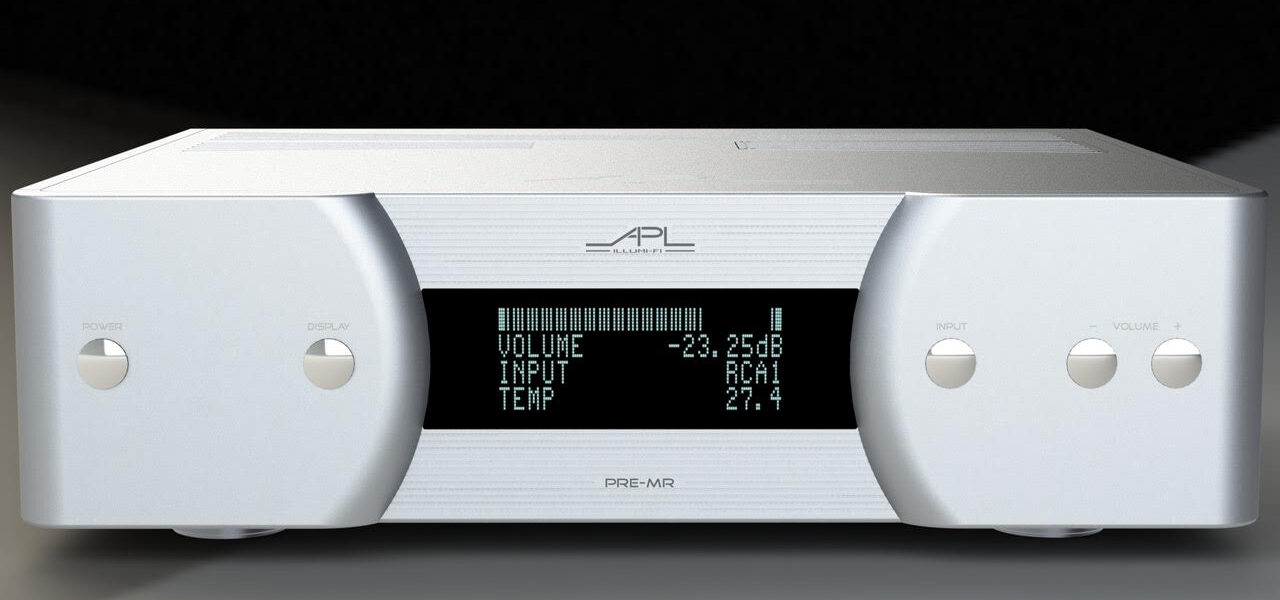 APL
ILLUMI-FI
POWER
DISPLAY
INPUT
− VOLUME +
VOLUME -23.25dB
INPUT RCA1
TEMP 27.4
PRE-MR